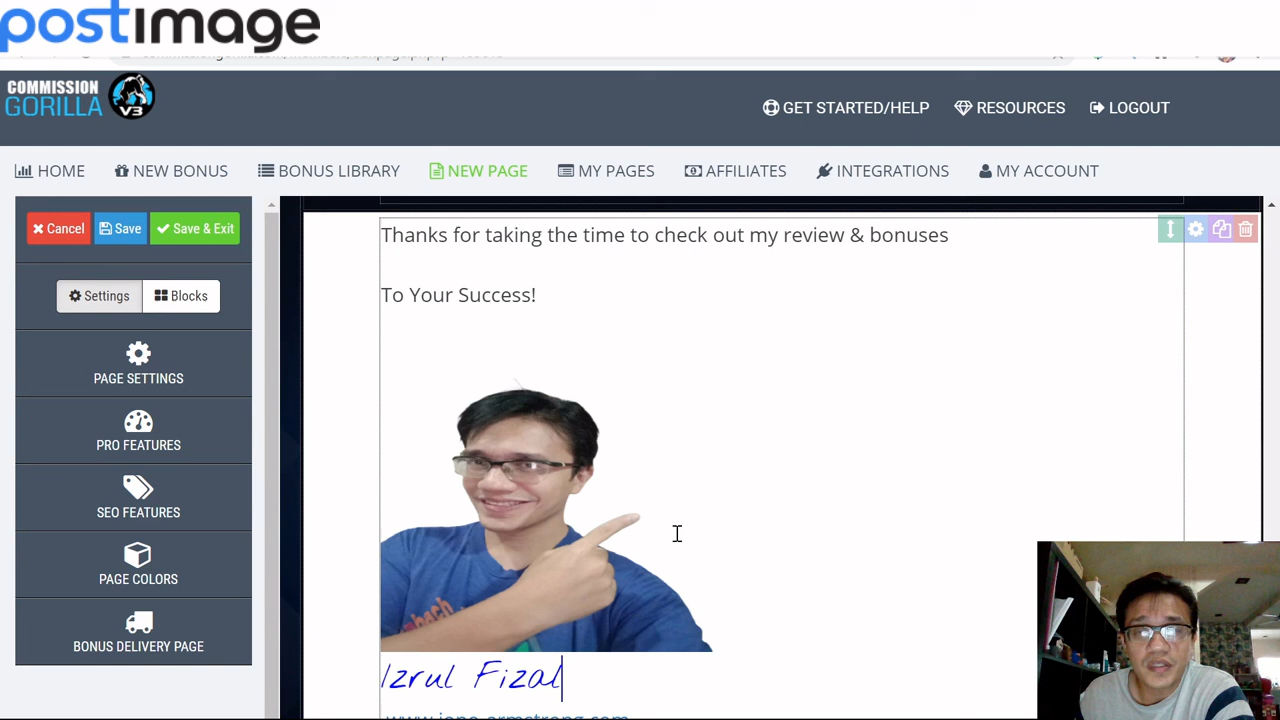 postimage
COMMISSION
GORILLA
V3
GET STARTED/HELP
RESOURCES
LOGOUT
HOME
NEW BONUS
BONUS LIBRARY
NEW PAGE
MY PAGES
AFFILIATES
INTEGRATIONS
MY ACCOUNT
Cancel
Save
Save & Exit
Settings
Blocks
PAGE SETTINGS
PRO FEATURES
SEO FEATURES
PAGE COLORS
BONUS DELIVERY PAGE
Thanks for taking the time to check out my review & bonuses
To Your Success!
Izrul Fizal